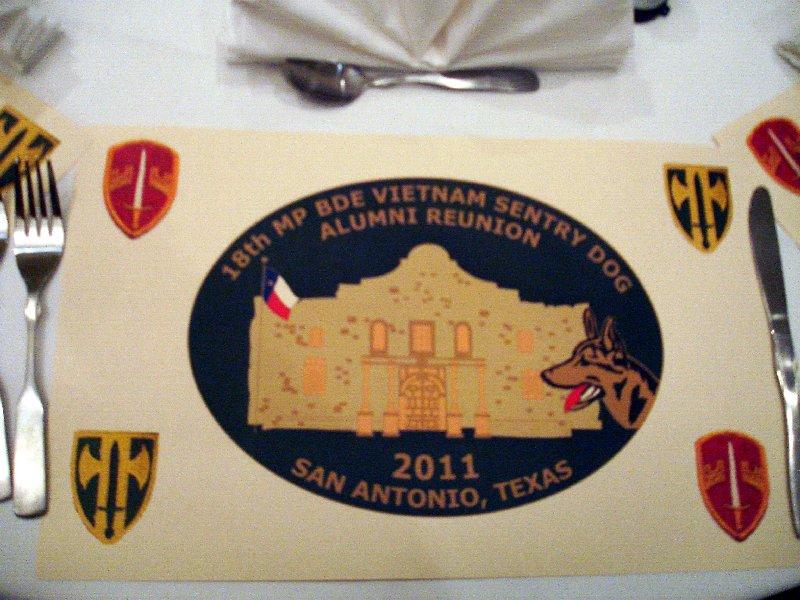 18th MP BDE VIETNAM SENTRY DOG
ALUMNI REUNION
2011
SAN ANTONIO, TEXAS